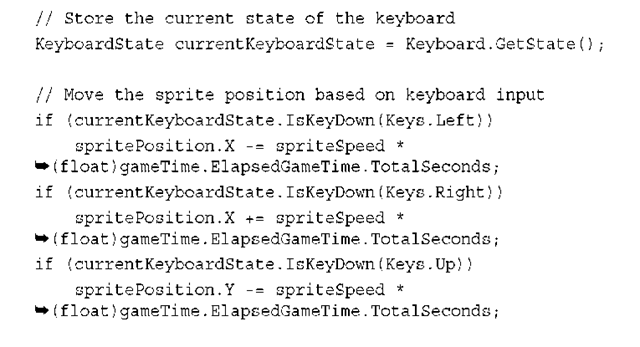 // Store the current state of the keyboard
KeyboardState currentKeyboardState = Keyboard.GetState();
// Move the sprite position based on keyboard input
if (currentKeyboardState.IsKeyDown(Keys.Left))
spritePosition.X -= spriteSpeed *
➥(float)gameTime.ElapsedGameTime.TotalSeconds;
if (currentKeyboardState.IsKeyDown(Keys.Right))
spritePosition.X += spriteSpeed *
➥(float)gameTime.ElapsedGameTime.TotalSeconds;
if (currentKeyboardState.IsKeyDown(Keys.Up))
spritePosition.Y -= spriteSpeed *
➥(float)gameTime.ElapsedGameTime.TotalSeconds;